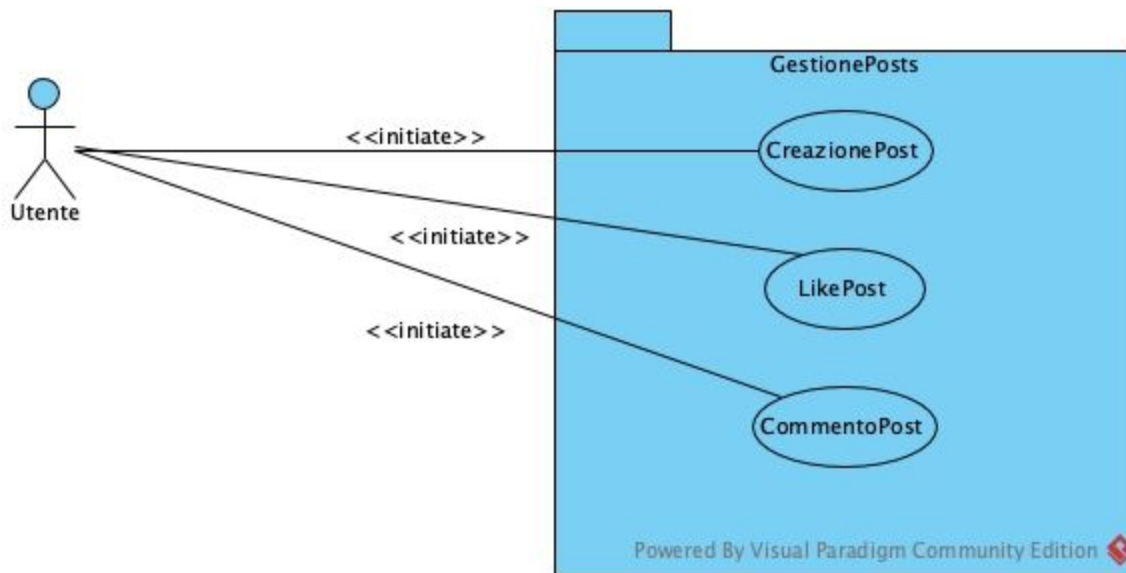 GestionePosts
<<initiate>>
CreazionePost
Utente
<<initiate>>
LikePost
<<initiate>>
CommentoPost
Powered By Visual Paradigm Community Edition